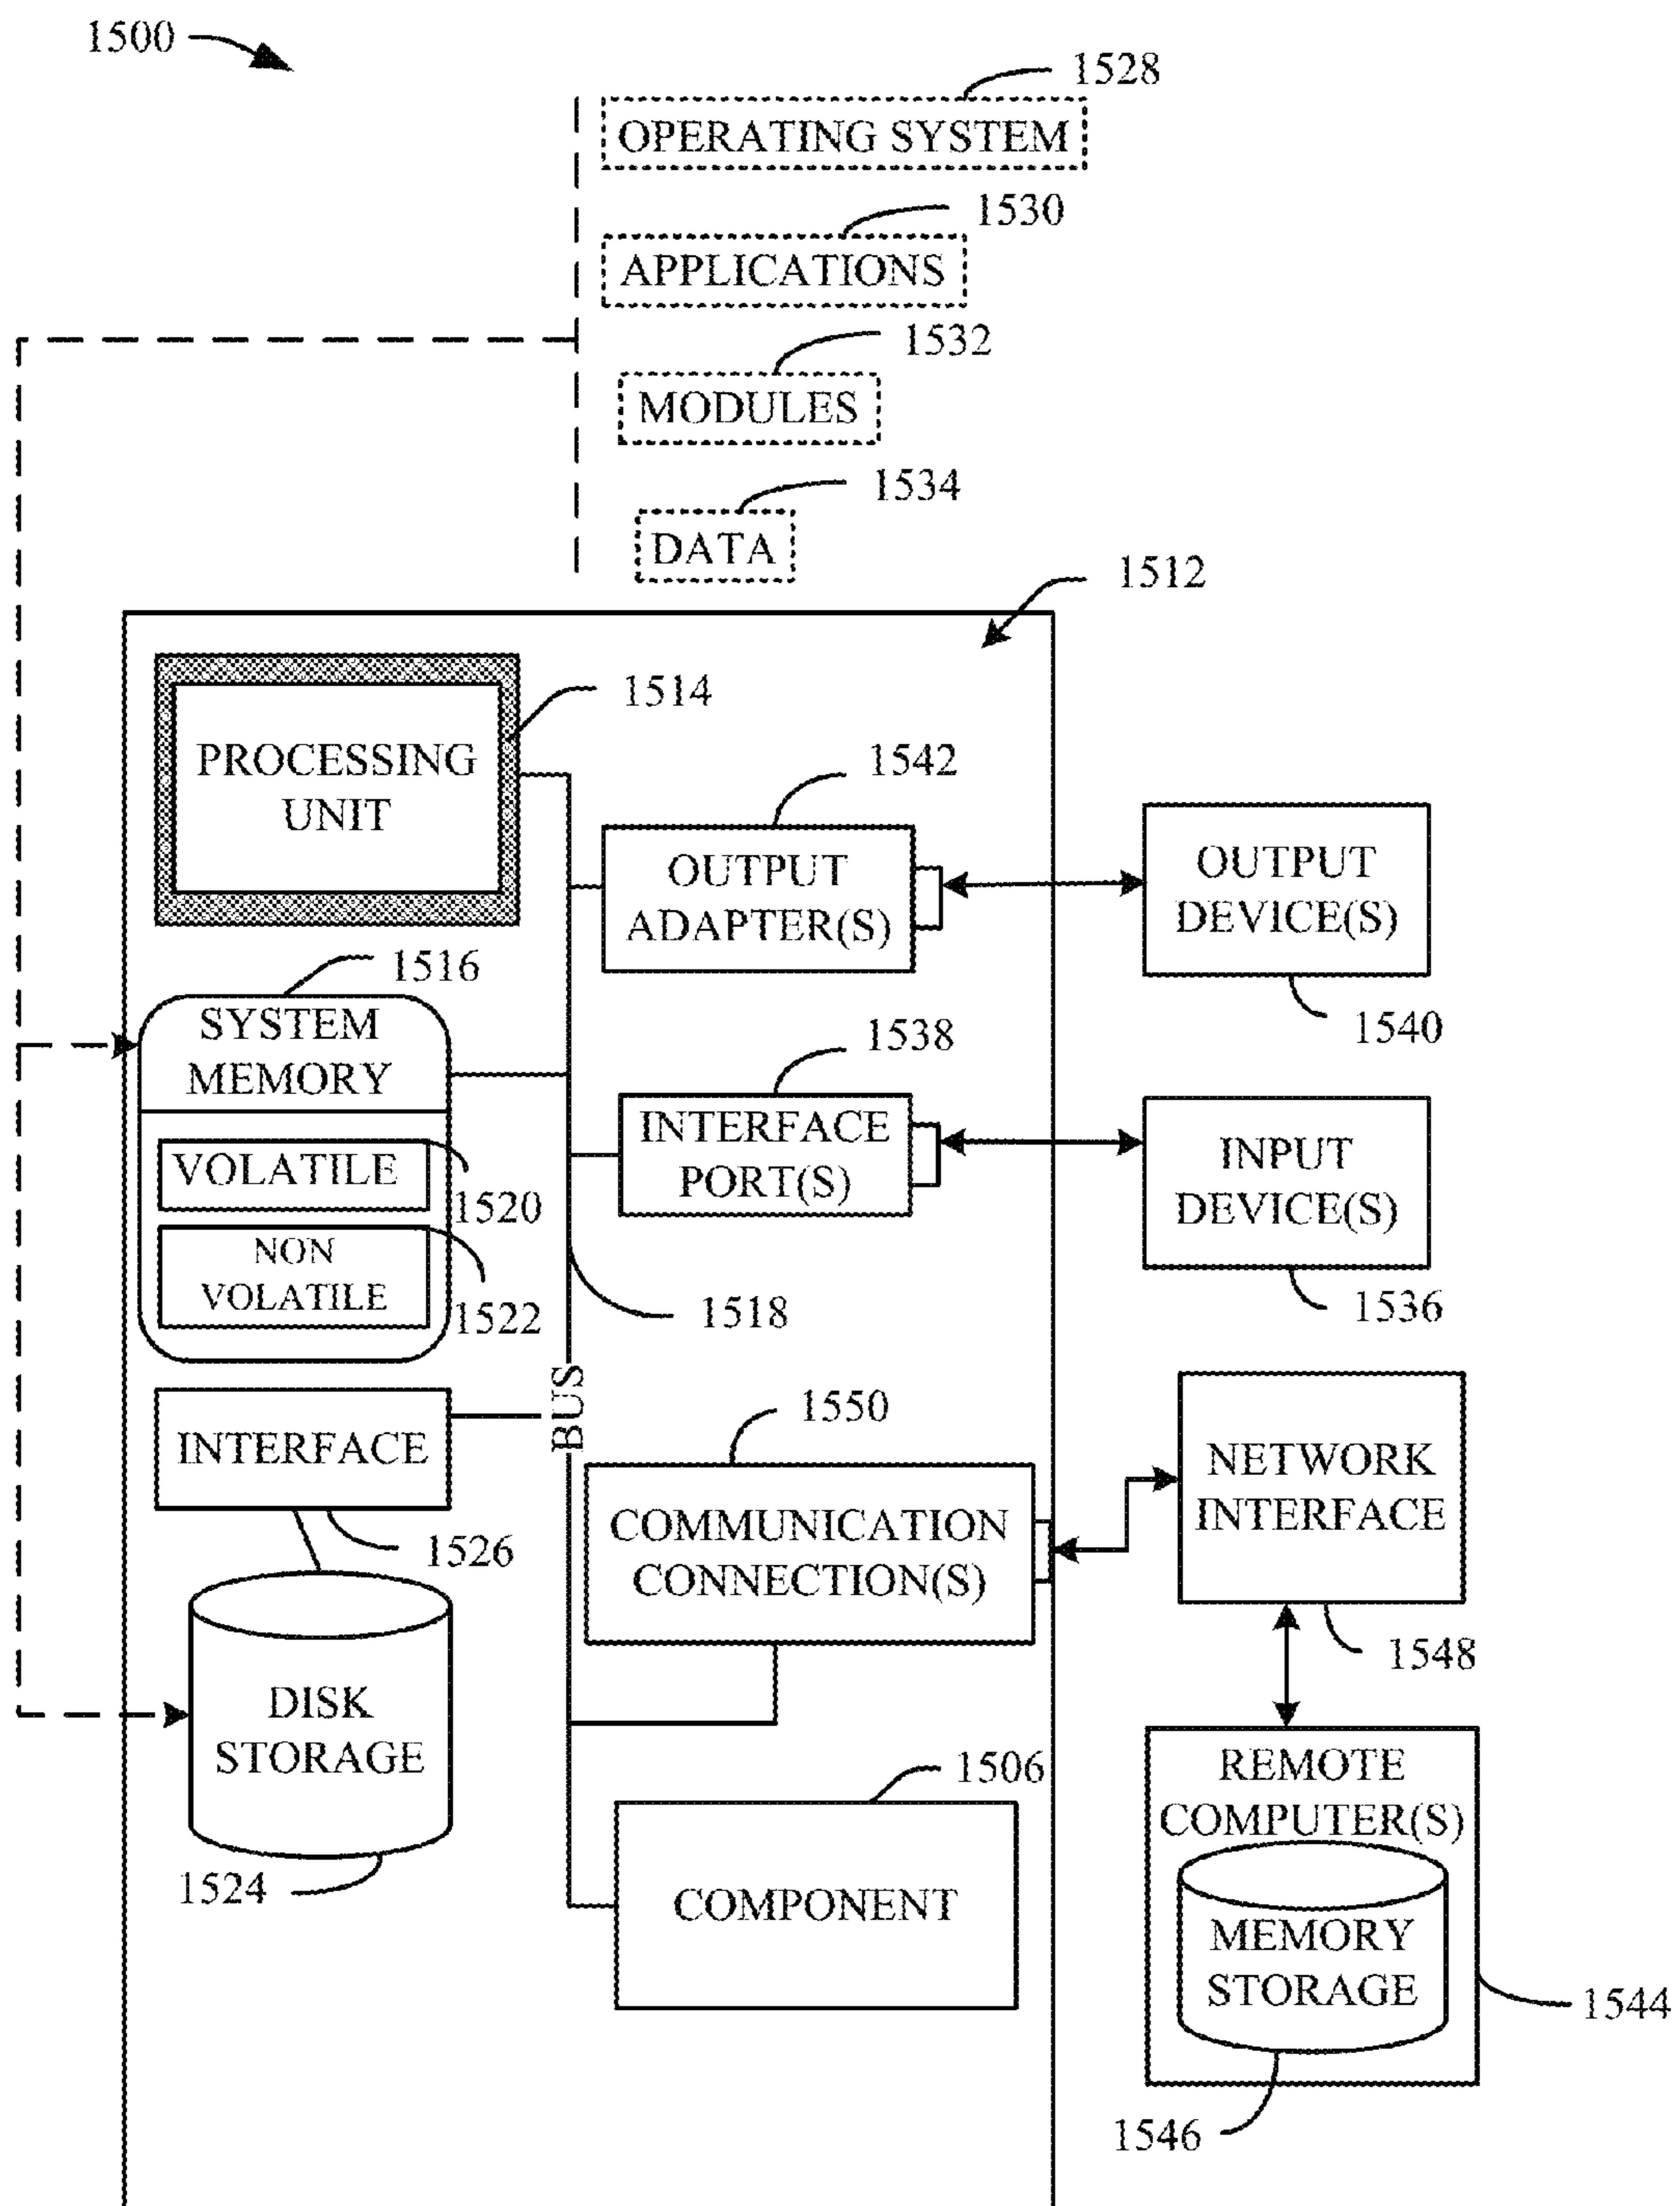 1500
1528
OPERATING SYSTEM
1530
APPLICATIONS
1532
MODULES
1534
DATA
1512
1514
PROCESSING
UNIT
1542
OUTPUT
ADAPTER(S)
OUTPUT
DEVICE(S)
1540
1516
SYSTEM
MEMORY
1538
INTERFACE
PORT(S)
INPUT
DEVICE(S)
1536
VOLATILE
1520
NON
VOLATILE
1522
1518
BUS
INTERFACE
1526
1550
COMMUNICATION
CONNECTION(S)
NETWORK
INTERFACE
1548
DISK
STORAGE
1524
1506
COMPONENT
REMOTE
COMPUTER(S)
MEMORY
STORAGE
1544
1546